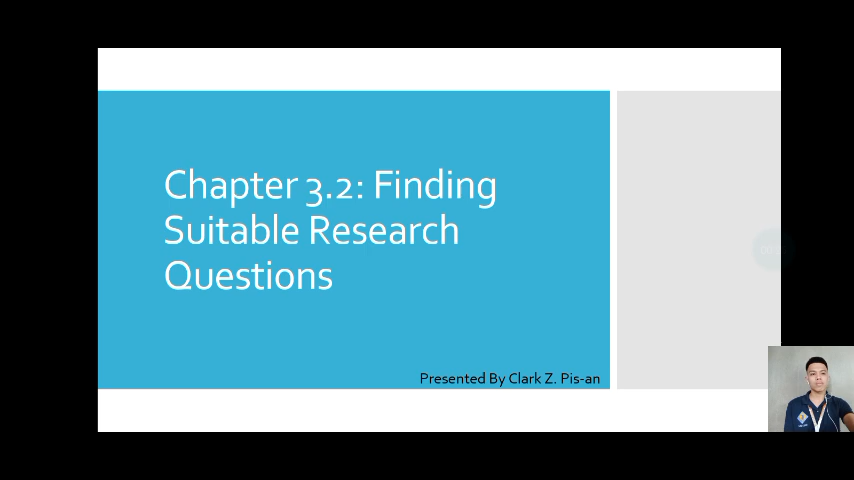 Chapter 3.2: Finding
Suitable Research
Questions
Presented By Clark Z. Pis-an